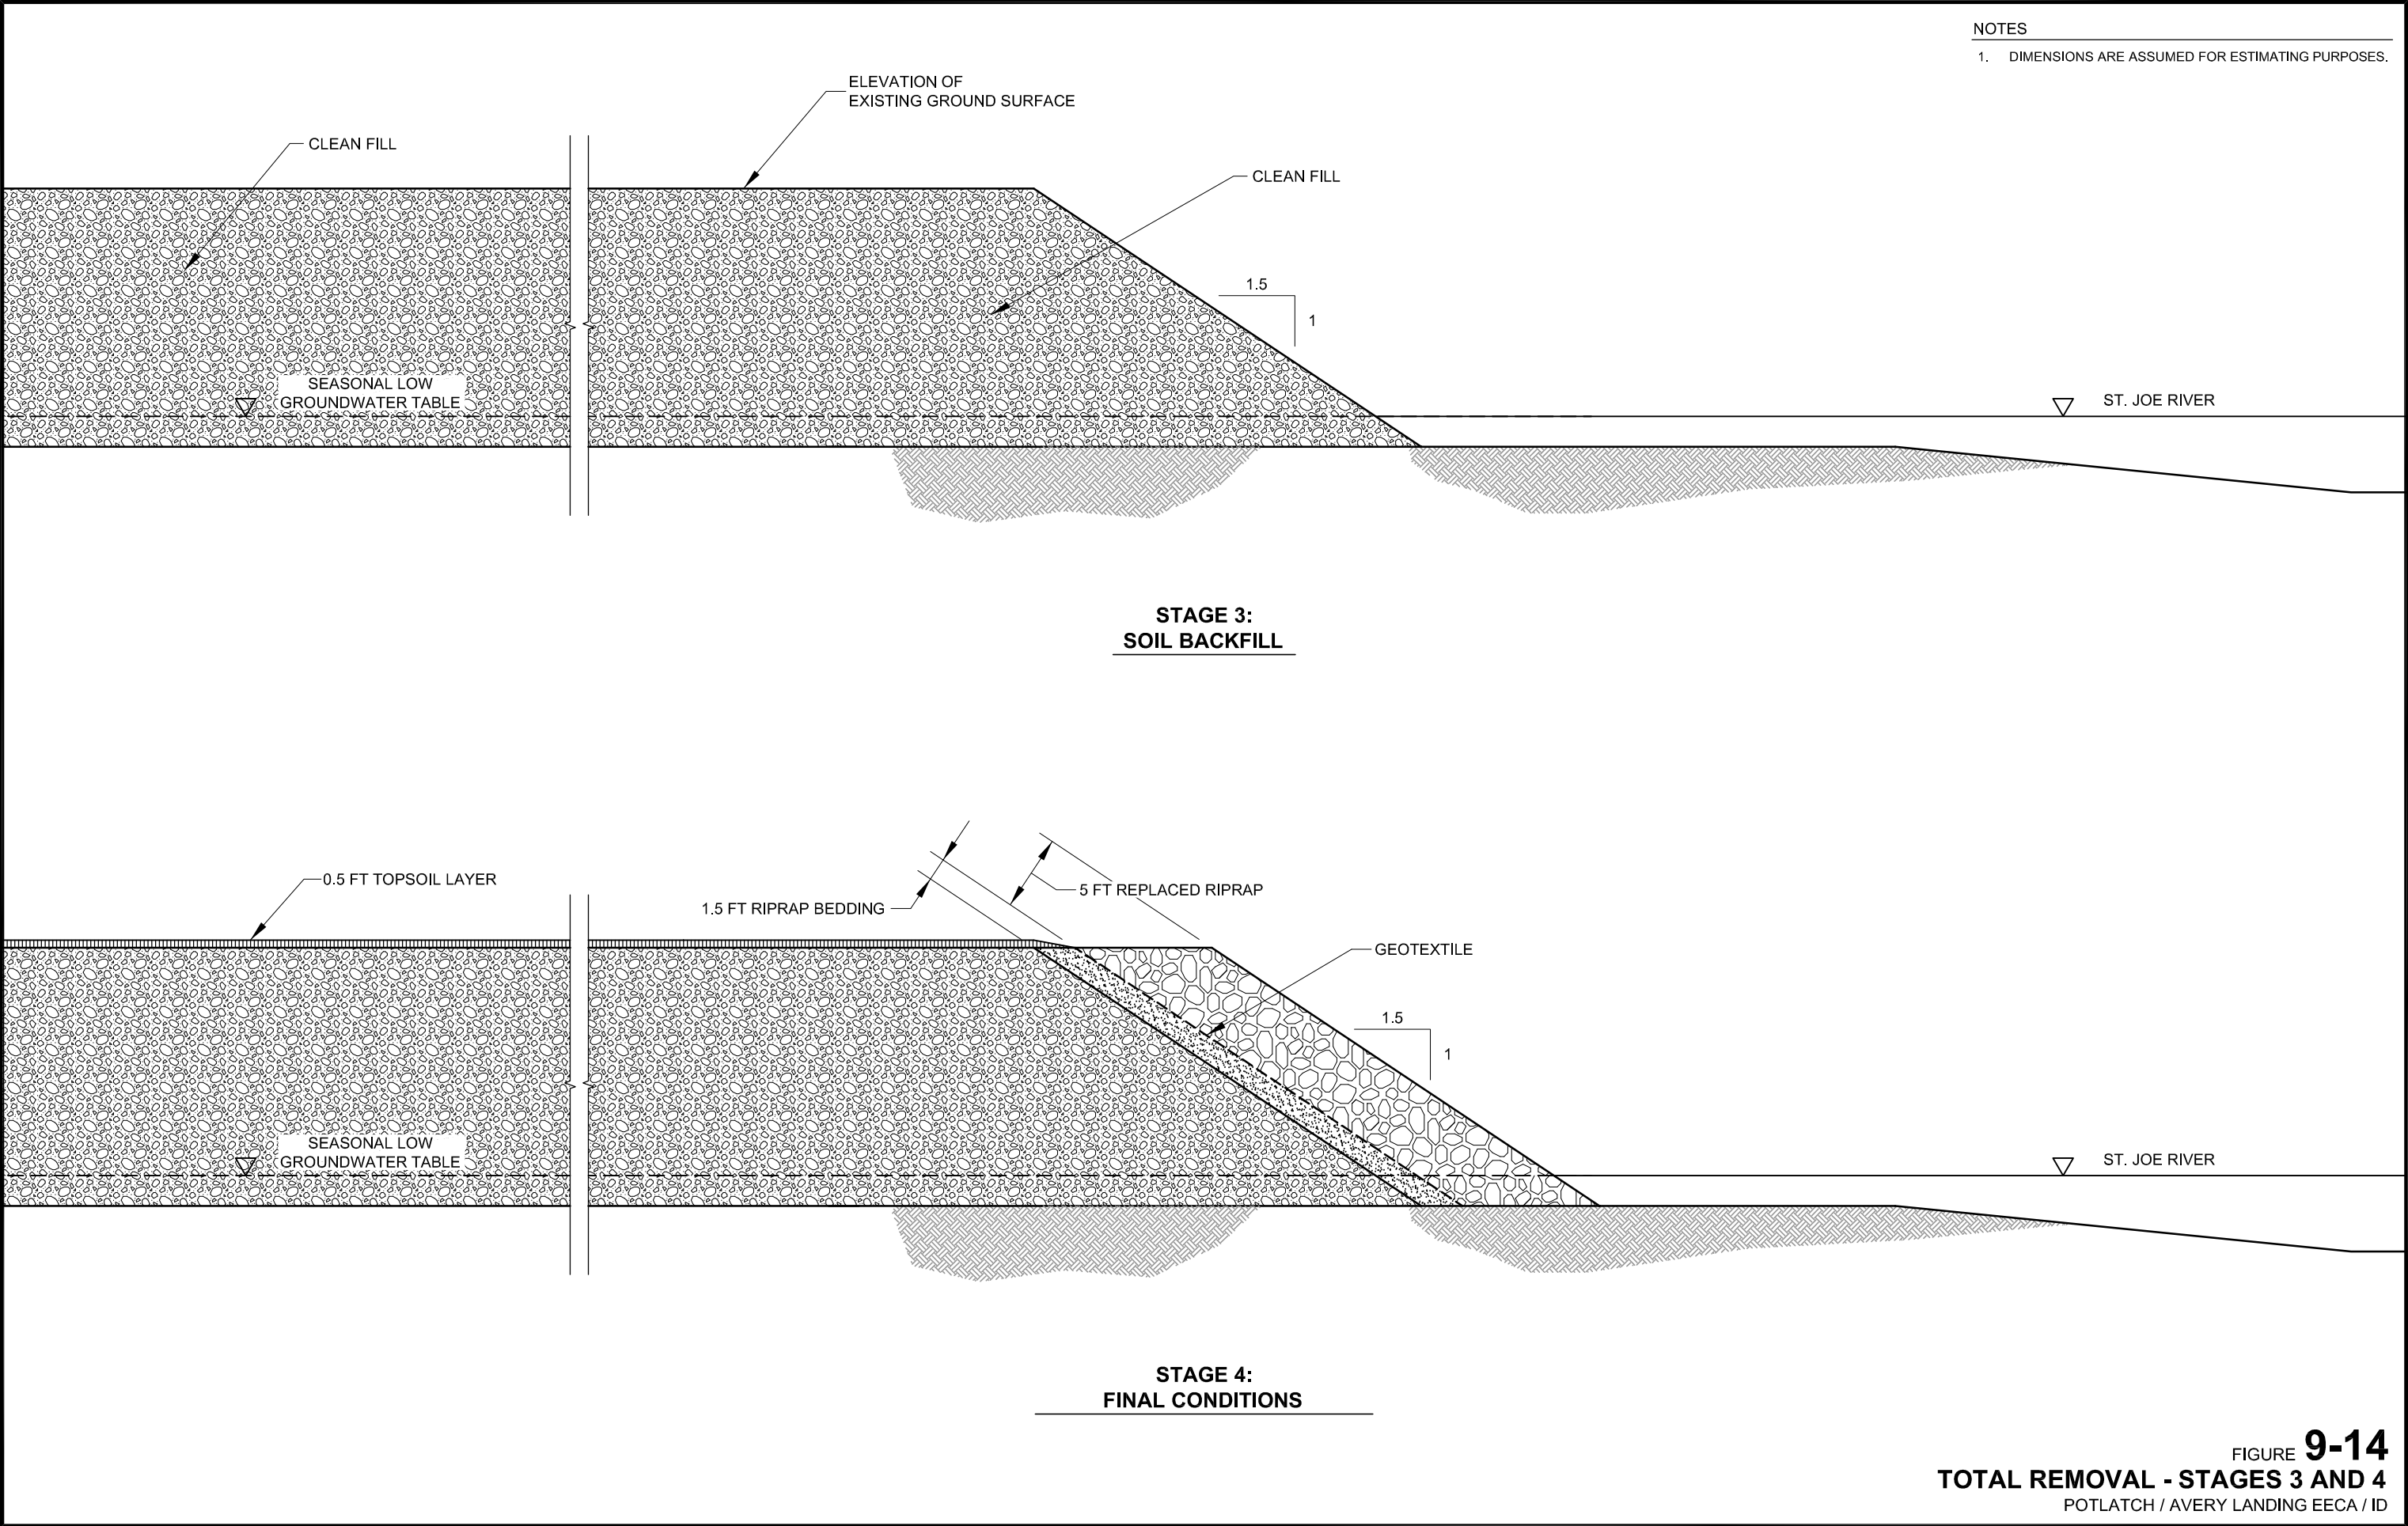 NOTES
1. DIMENSIONS ARE ASSUMED FOR ESTIMATING PURPOSES.
ELEVATION OF
EXISTING GROUND SURFACE
CLEAN FILL
CLEAN FILL
1.5
1
SEASONAL LOW
GROUNDWATER TABLE
ST. JOE RIVER
STAGE 3:
SOIL BACKFILL
0.5 FT TOPSOIL LAYER
1.5 FT RIPRAP BEDDING
5 FT REPLACED RIPRAP
GEOTEXTILE
1.5
1
SEASONAL LOW
GROUNDWATER TABLE
ST. JOE RIVER
STAGE 4:
FINAL CONDITIONS
FIGURE 9-14
TOTAL REMOVAL - STAGES 3 AND 4
POTLATCH / AVERY LANDING EECA / ID